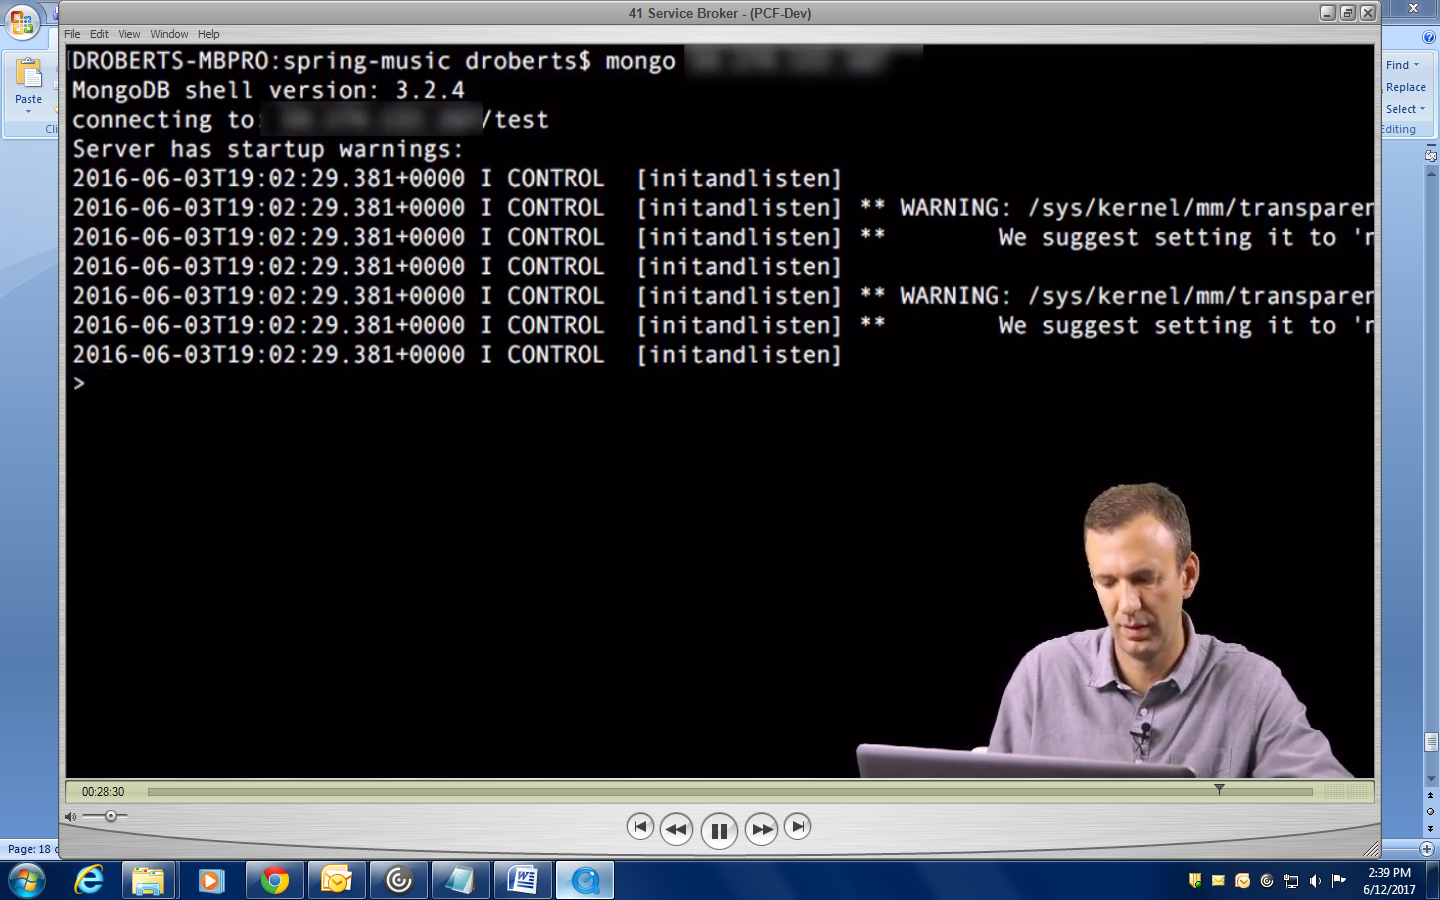 41 Service Broker - (PCF-Dev)
File Edit View Window Help
DROBERTS-MBPRO:spring-music droberts$ mongo
MongoDB shell version: 3.2.4
connecting to: /test
Server has startup warnings:
2016-06-03T19:02:29.381+0000 I CONTROL [initandlisten]
2016-06-03T19:02:29.381+0000 I CONTROL [initandlisten] ** WARNING: /sys/kernel/mm/transparen
2016-06-03T19:02:29.381+0000 I CONTROL [initandlisten] ** We suggest setting it to 'n
2016-06-03T19:02:29.381+0000 I CONTROL [initandlisten]
2016-06-03T19:02:29.381+0000 I CONTROL [initandlisten] ** WARNING: /sys/kernel/mm/transparen
2016-06-03T19:02:29.381+0000 I CONTROL [initandlisten] ** We suggest setting it to 'n
2016-06-03T19:02:29.381+0000 I CONTROL [initandlisten]
>
Paste
Cli
Find
Replace
Select
Editing
00:28:30
Page: 18 o
2:39 PM
6/12/2017